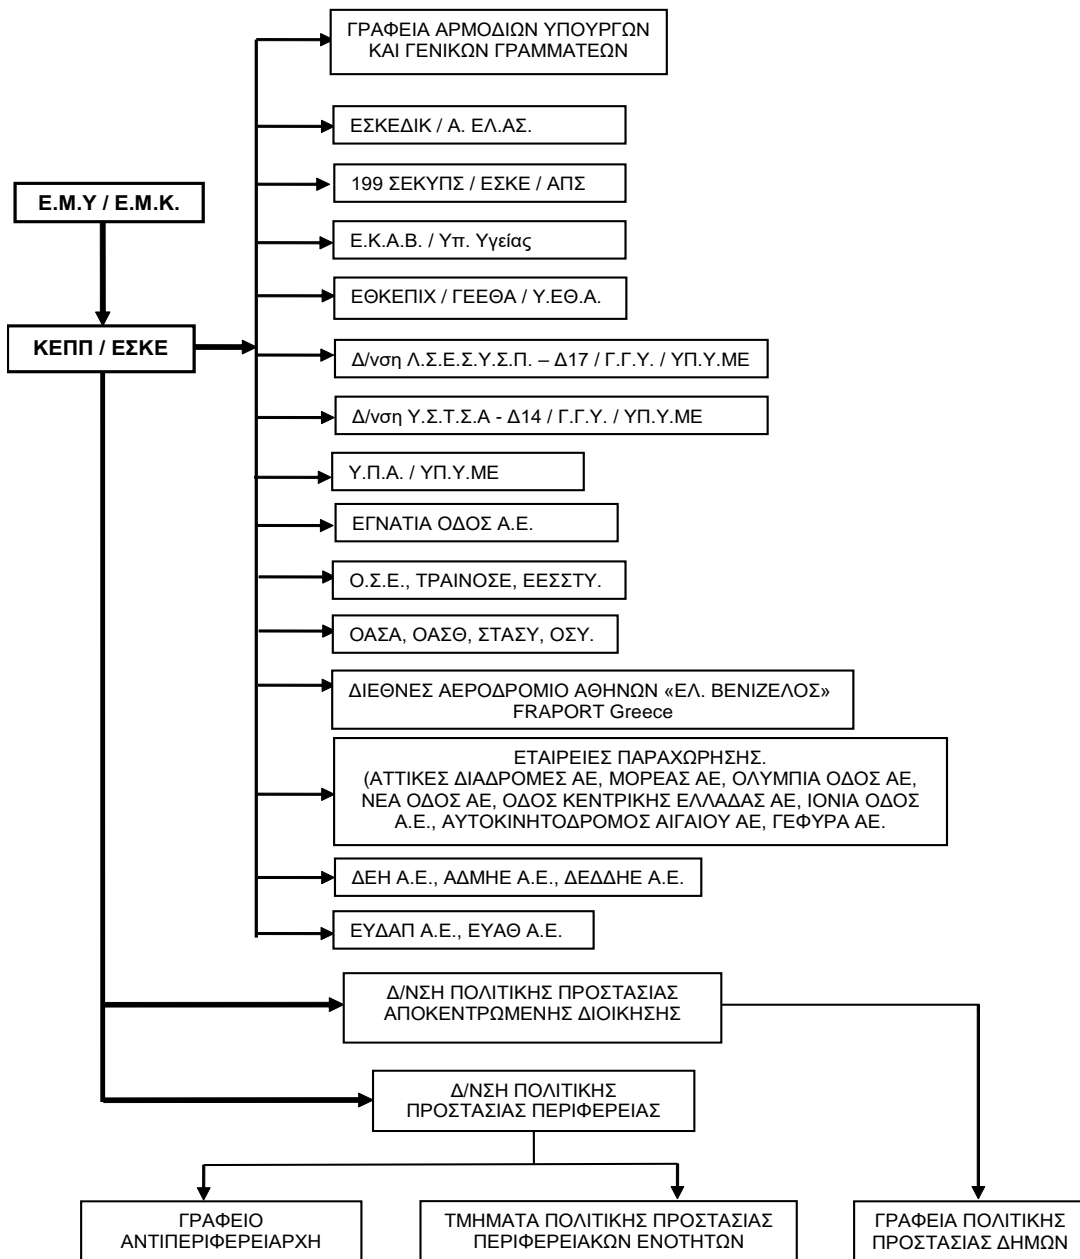 ΓΡΑΦΕΙΑ ΑΡΜΟΔΙΩΝ ΥΠΟΥΡΓΩΝ
ΚΑΙ ΓΕΝΙΚΩΝ ΓΡΑΜΜΑΤΕΩΝ
ΕΣΚΕΔΙΚ / Α. ΕΛ.ΑΣ.
199 ΣΕΚΥΠΣ / ΕΣΚΕ / ΑΠΣ
Ε.Μ.Υ / Ε.Μ.Κ.
Ε.Κ.Α.Β. / Υπ. Υγείας
ΕΘΚΕΠΙΧ / ΓΕΕΘΑ / Υ.ΕΘ.Α.
ΚΕΠΠ / ΕΣΚΕ
Δ/νση Λ.Σ.Ε.Σ.Υ.Σ.Π. – Δ17 / Γ.Γ.Υ. / ΥΠ.Υ.ΜΕ
Δ/νση Υ.Σ.Τ.Σ.Α - Δ14 / Γ.Γ.Υ. / ΥΠ.Υ.ΜΕ
Υ.Π.Α. / ΥΠ.Υ.ΜΕ
ΕΓΝΑΤΙΑ ΟΔΟΣ Α.Ε.
Ο.Σ.Ε., ΤΡΑΙΝΟΣΕ, ΕΕΣΣΤΥ.
ΟΑΣΑ, ΟΑΣΘ, ΣΤΑΣΥ, ΟΣΥ.
ΔΙΕΘΝΕΣ ΑΕΡΟΔΡΟΜΙΟ ΑΘΗΝΩΝ «ΕΛ. ΒΕΝΙΖΕΛΟΣ»
FRAPORT Greece
ΕΤΑΙΡΕΙΕΣ ΠΑΡΑΧΩΡΗΣΗΣ.
(ΑΤΤΙΚΕΣ ΔΙΑΔΡΟΜΕΣ ΑΕ, ΜΟΡΕΑΣ ΑΕ, ΟΛΥΜΠΙΑ ΟΔΟΣ ΑΕ,
ΝΕΑ ΟΔΟΣ ΑΕ, ΟΔΟΣ ΚΕΝΤΡΙΚΗΣ ΕΛΛΑΔΑΣ ΑΕ, ΙΟΝΙΑ ΟΔΟΣ
Α.Ε., ΑΥΤΟΚΙΝΗΤΟΔΡΟΜΟΣ ΑΙΓΑΙΟΥ ΑΕ, ΓΕΦΥΡΑ ΑΕ.
ΔΕΗ Α.Ε., ΑΔΜΗΕ Α.Ε., ΔΕΔΔΗΕ Α.Ε.
ΕΥΔΑΠ Α.Ε., ΕΥΑΘ Α.Ε.
Δ/ΝΣΗ ΠΟΛΙΤΙΚΗΣ ΠΡΟΣΤΑΣΙΑΣ
ΑΠΟΚΕΝΤΡΩΜΕΝΗΣ ΔΙΟΙΚΗΣΗΣ
Δ/ΝΣΗ ΠΟΛΙΤΙΚΗΣ
ΠΡΟΣΤΑΣΙΑΣ ΠΕΡΙΦΕΡΕΙΑΣ
ΓΡΑΦΕΙΟ
ΑΝΤΙΠΕΡΙΦΕΡΕΙΑΡΧΗ
ΤΜΗΜΑΤΑ ΠΟΛΙΤΙΚΗΣ ΠΡΟΣΤΑΣΙΑΣ
ΠΕΡΙΦΕΡΕΙΑΚΩΝ ΕΝΟΤΗΤΩΝ
ΓΡΑΦΕΙΑ ΠΟΛΙΤΙΚΗΣ
ΠΡΟΣΤΑΣΙΑΣ ΔΗΜΩΝ